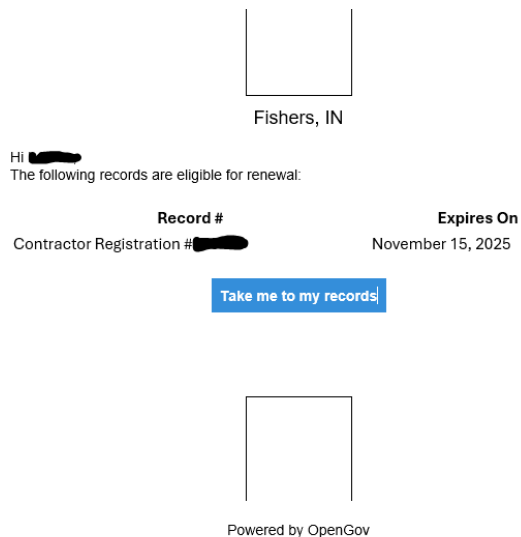 Fishers, IN
Hi
The following records are eligible for renewal:
Record # Expires On
Contractor Registration # November 15, 2025
Take me to my records
Powered by OpenGov